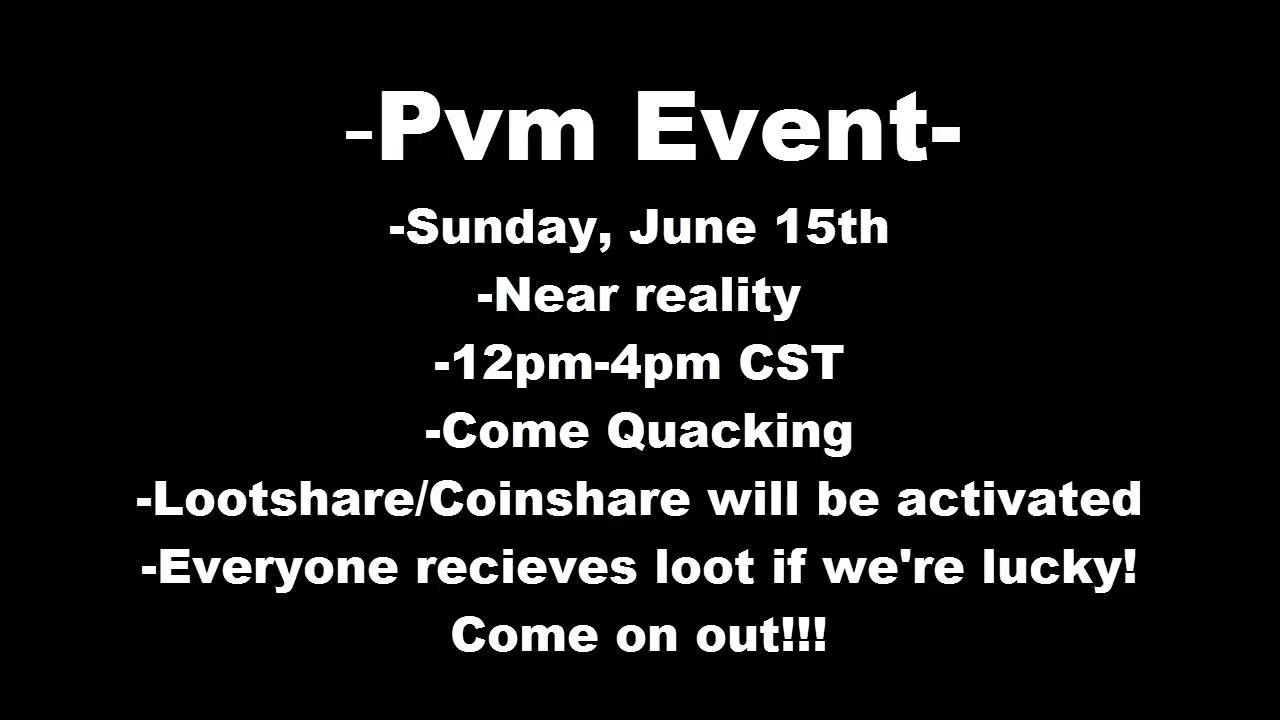 -Pvm Event-
-Sunday, June 15th
-Near reality
-12pm-4pm CST
-Come Quacking
-Lootshare/Coinshare will be activated
-Everyone recieves loot if we're lucky!
Come on out!!!